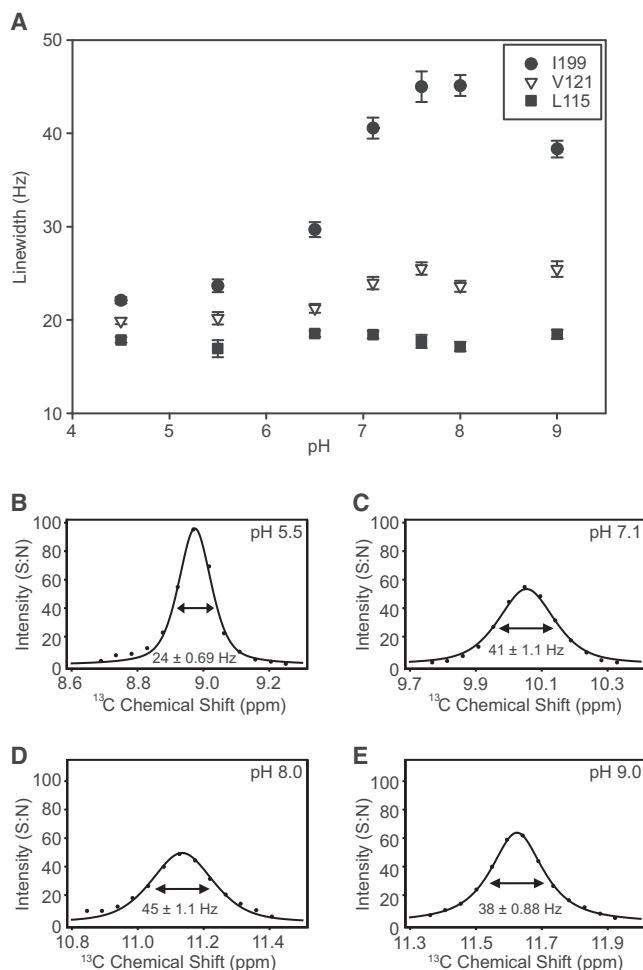 A
Linewidth (Hz)
50
40
30
20
10
4 5 6 7 8 9
pH
I199
V121
L115
B
Intensity (S:N)
100
80
60
40
20
0
pH 5.5
24 ± 0.69 Hz
8.6 8.8 9.0 9.2
¹³C Chemical Shift (ppm)
C
Intensity (S:N)
100
80
60
40
20
0
pH 7.1
41 ± 1.1 Hz
9.7 9.9 10.1 10.3
¹³C Chemical Shift (ppm)
D
Intensity (S:N)
100
80
60
40
20
0
pH 8.0
45 ± 1.1 Hz
10.8 11.0 11.2 11.4
¹³C Chemical Shift (ppm)
E
Intensity (S:N)
100
80
60
40
20
0
pH 9.0
38 ± 0.88 Hz
11.3 11.5 11.7 11.9
¹³C Chemical Shift (ppm)